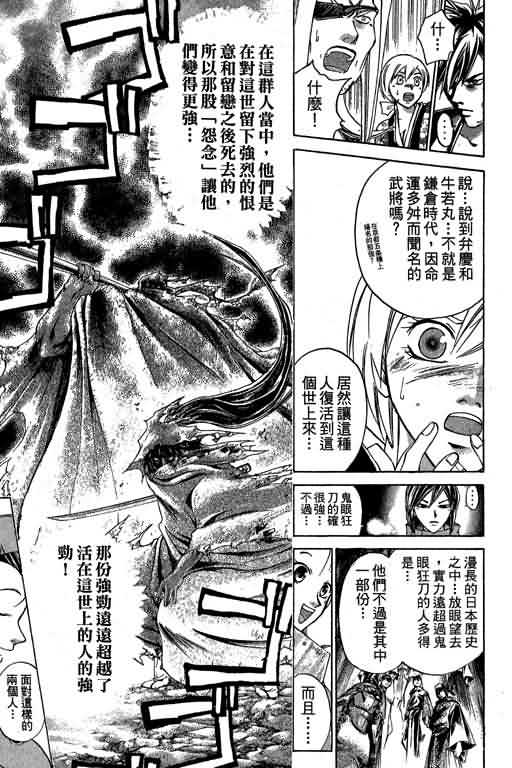 什…
什麼！
說…說到弁慶和
牛若丸…不就是
鎌倉時代，因命
運多舛而聞名的
武將嗎？
居然讓這種
人復活到這
個世上來…
鬼眼狂
刀的確
很強…
不過…
漫長的日本歷史
之中…放眼望去
，實力遠超過鬼
眼狂刀的人多得
是…
他們不過是其中
一部份…
而且
……
在這群人當中，他們是
在對這世留下強烈的恨
意和留戀之後死去的，
所以那股「怨念」讓他
們變得更強…
那份強勁遠遠超越了
活在這世上的人的強
勁！
面對這樣的
兩個人…